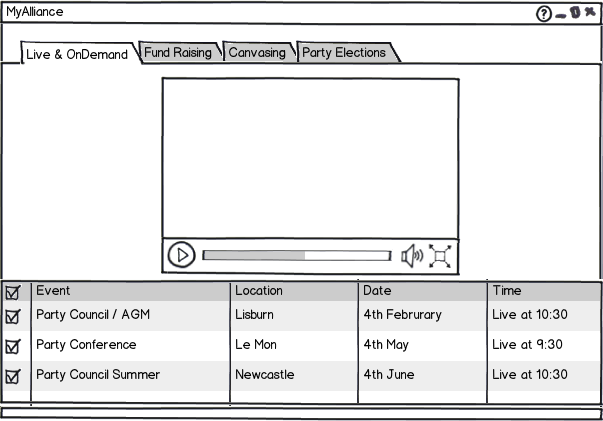 MyAlliance
Live & OnDemand Fund Raising Canvasing Party Elections
Event Location Date Time
Party Council / AGM Lisburn 4th Februrary Live at 10:30
Party Conference Le Mon 4th May Live at 9:30
Party Council Summer Newcastle 4th June Live at 10:30